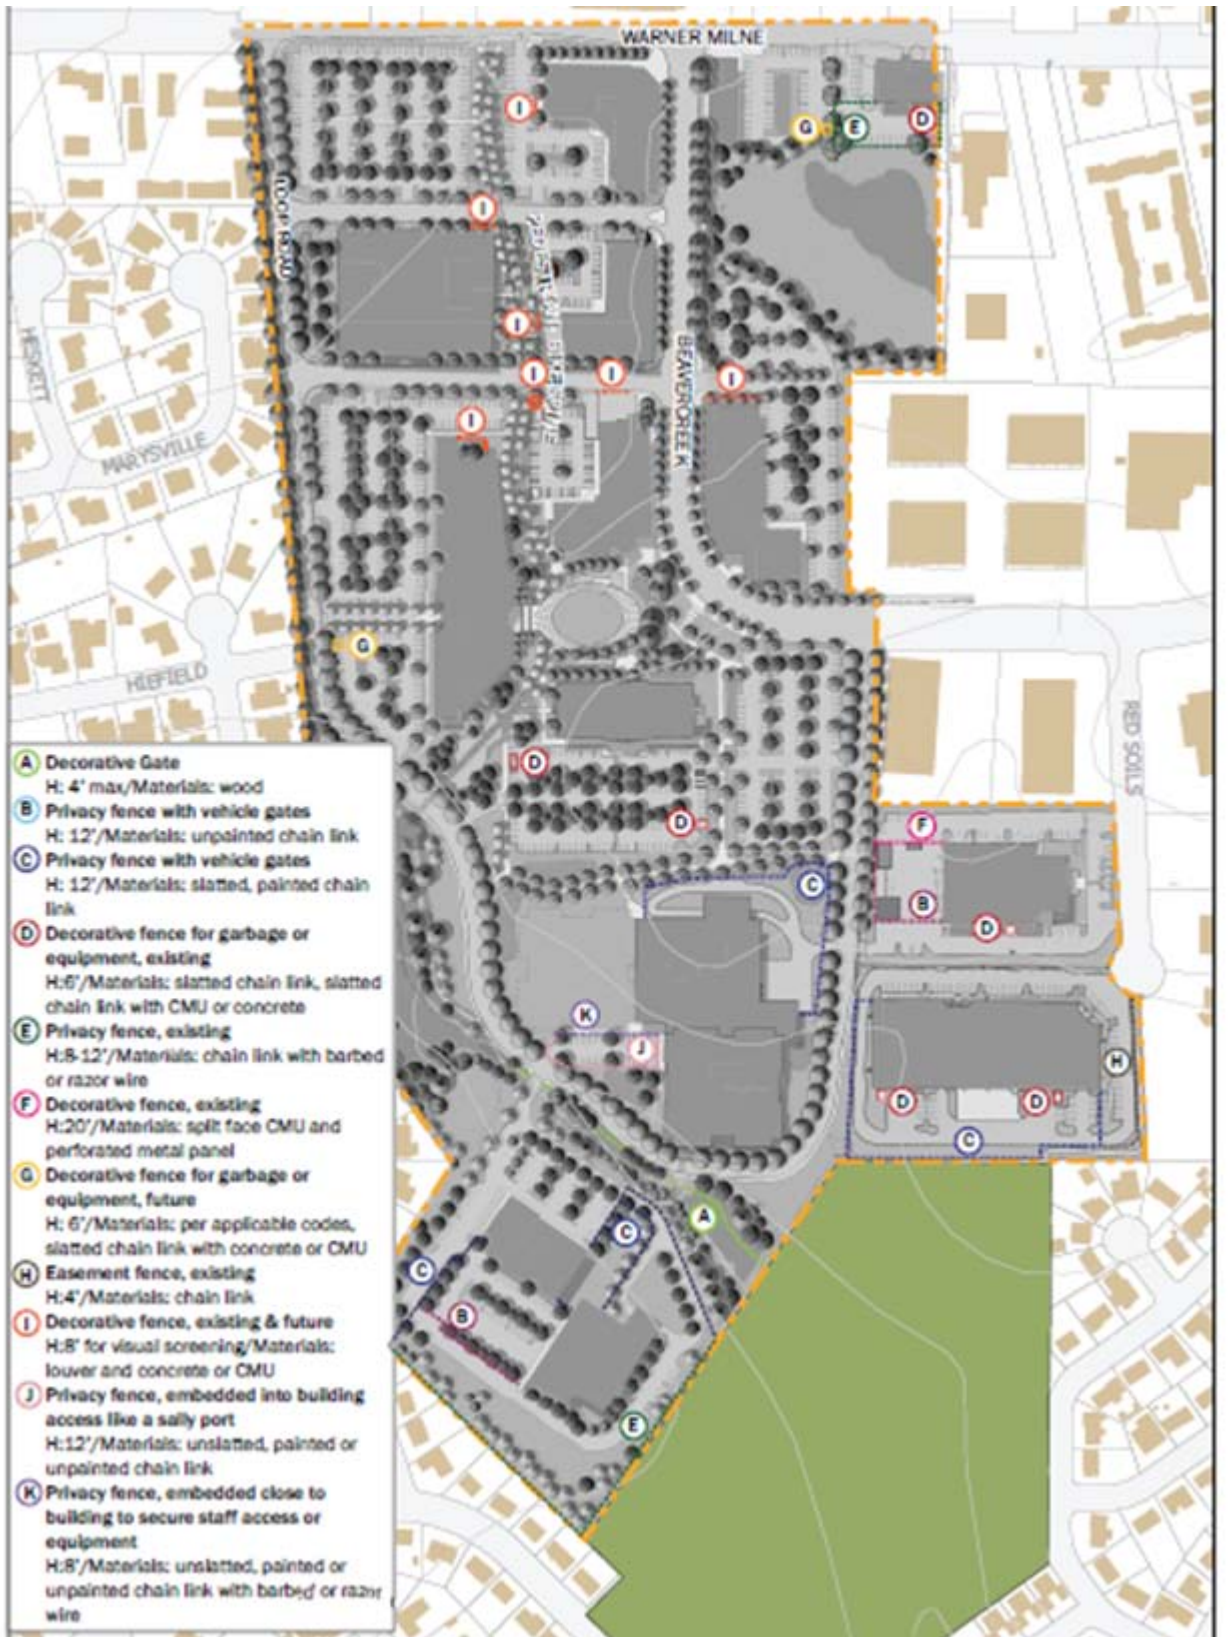 WARNER MILNE
I
G
E
D
I
I
I
I
I
BEAVERCREEK
I
HESKETT
MARYSVILLE
G
HIEFIELD
RED SOILS
D
D
F
C
B
D
K
J
H
D
D
C
A
C
C
B
E
A Decorative Gate
H: 4' max/Materials: wood
B Privacy fence with vehicle gates
H: 12'/Materials: unpainted chain link
C Privacy fence with vehicle gates
H: 12'/Materials: slatted, painted chain
link
D Decorative fence for garbage or
equipment, existing
H:6'/Materials: slatted chain link, slatted
chain link with CMU or concrete
E Privacy fence, existing
H:8-12'/Materials: chain link with barbed
or razor wire
F Decorative fence, existing
H:20'/Materials: split face CMU and
perforated metal panel
G Decorative fence for garbage or
equipment, future
H: 6'/Materials: per applicable codes,
slatted chain link with concrete or CMU
H Easement fence, existing
H:4'/Materials: chain link
I Decorative fence, existing & future
H:8' for visual screening/Materials:
louver and concrete or CMU
J Privacy fence, embedded into building
access like a sally port
H:12'/Materials: unslatted, painted or
unpainted chain link
K Privacy fence, embedded close to
building to secure staff access or
equipment
H:8'/Materials: unslatted, painted or
unpainted chain link with barbed or razor
wire